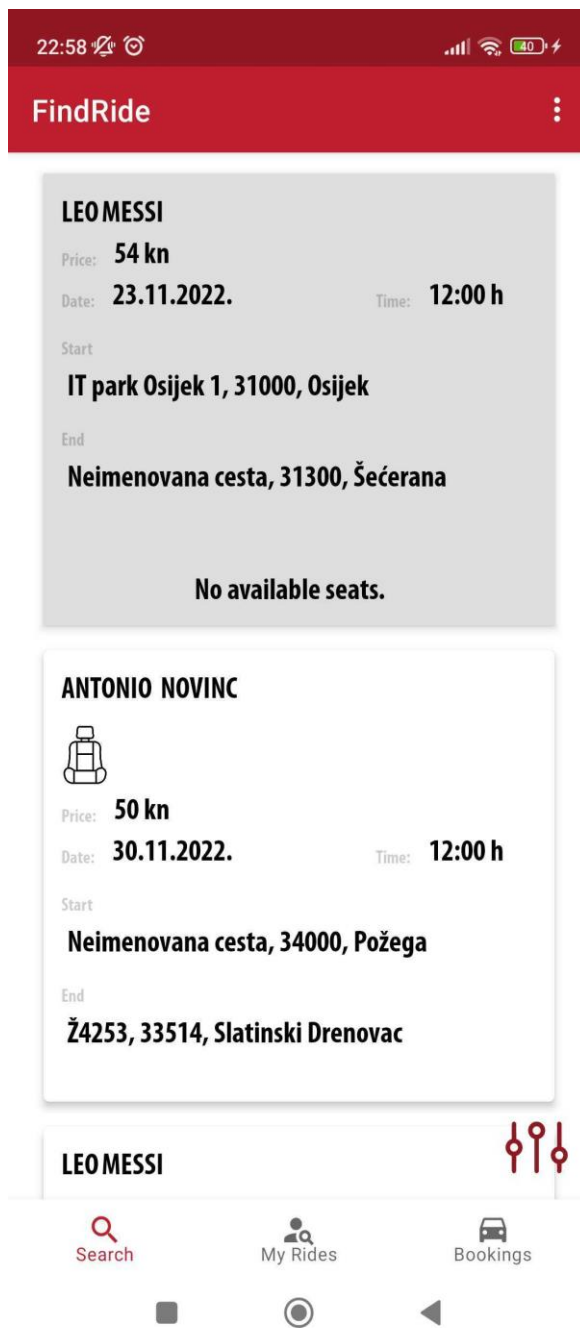 22:58
40
FindRide
LEO MESSI
Price: 54 kn
Date: 23.11.2022. Time: 12:00 h
Start
IT park Osijek 1, 31000, Osijek
End
Neimenovana cesta, 31300, Šećerana
No available seats.
ANTONIO NOVINC
Price: 50 kn
Date: 30.11.2022. Time: 12:00 h
Start
Neimenovana cesta, 34000, Požega
End
Ž4253, 33514, Slatinski Drenovac
LEO MESSI
Search My Rides Bookings